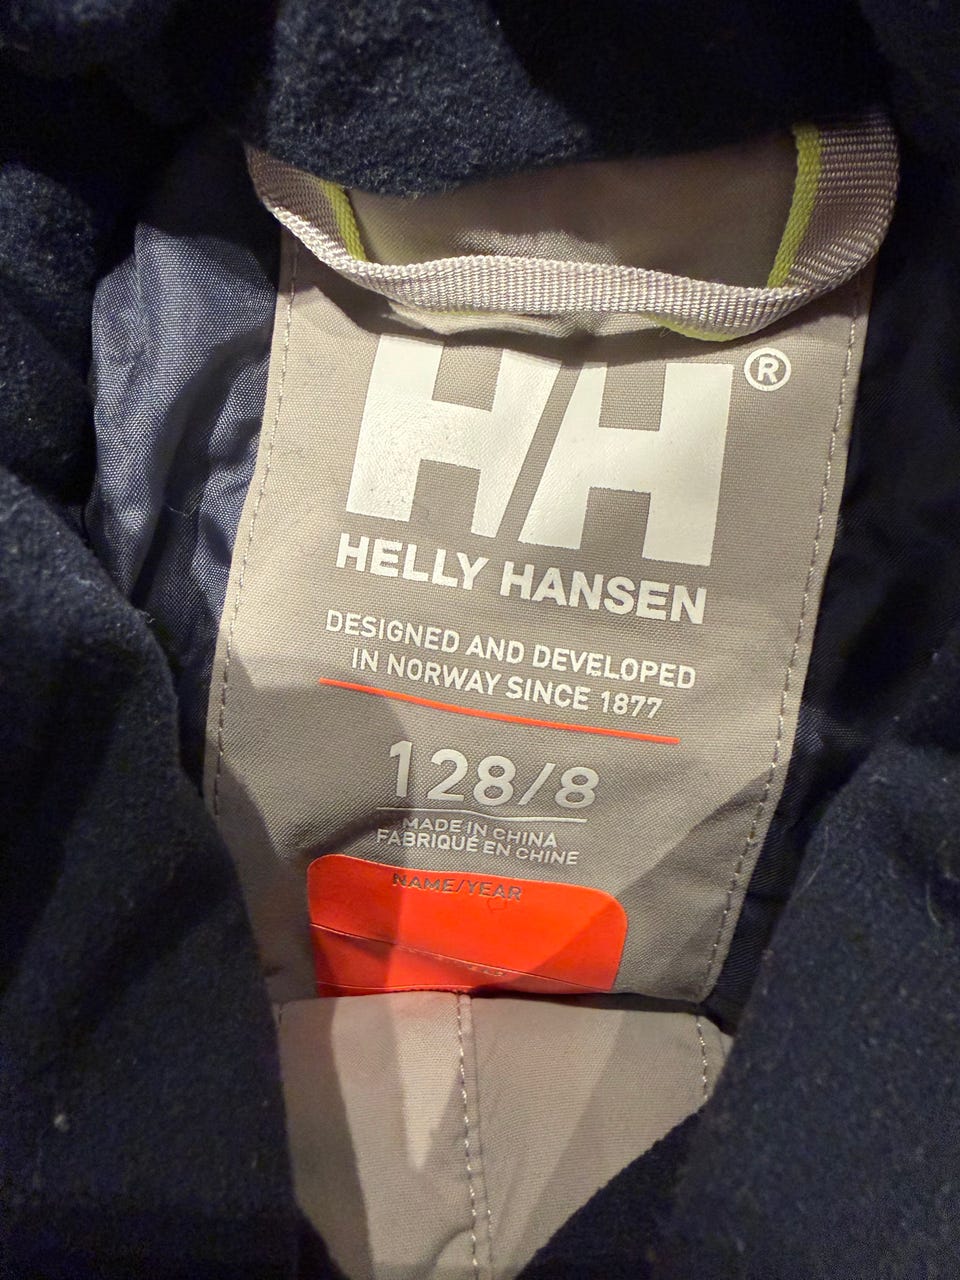 HH®
HELLY HANSEN
DESIGNED AND DEVELOPED
IN NORWAY SINCE 1877
128/8
MADE IN CHINA
FABRIQUÉ EN CHINE
NAME/YEAR